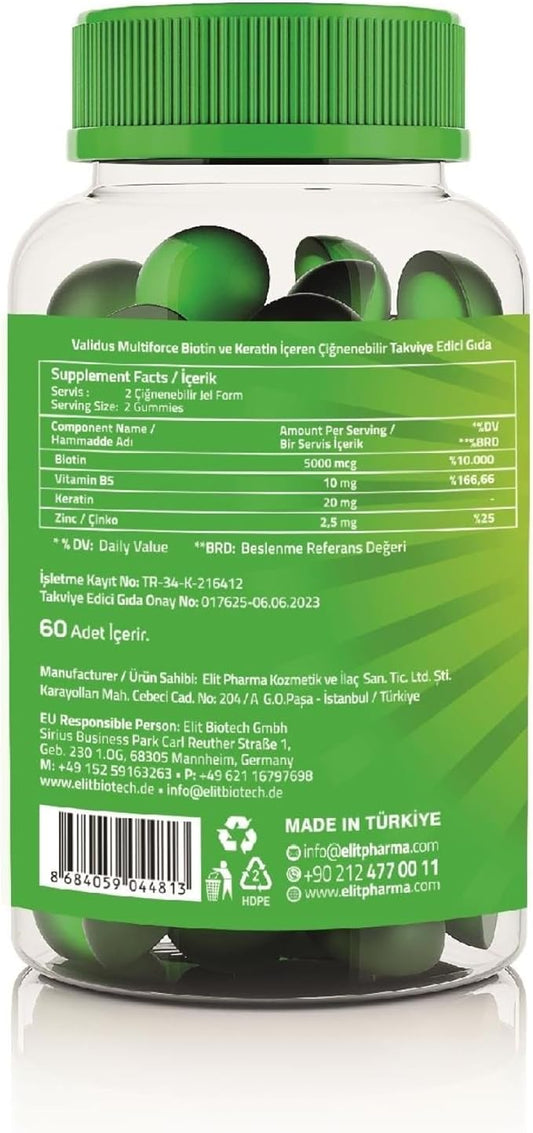 Validus Multiforce Biotin ve Keratin İçeren Çiğnenebilir Takviye Edici Gıda
Supplement Facts / İçerik
Servis : 2 Çiğnenebilir Jel Form
Serving Size: 2 Gummies
Component Name / Amount Per Serving / *%DV
Hammadde Adı Bir Servis İçerik **%BRD
Biotin 5000 mcg %10.000
Vitamin B5 10 mg %166,66
Keratin 20 mg -
Zinc / Çinko 2,5 mg %25
* % DV: Daily Value **BRD: Beslenme Referans Değeri
İşletme Kayıt No: TR-34-K-216412
Takviye Edici Gıda Onay No: 017625-06.06.2023
60 Adet İçerir.
Manufacturer / Ürün Sahibi: Elit Pharma Kozmetik ve İlaç San. Tic. Ltd. Şti.
Karayolları Mah. Cebeci Cad. No: 204/A G.O.Paşa - İstanbul / Türkiye
EU Responsible Person: Elit Biotech Gmbh
Sirius Business Park Carl Reuther Straße 1,
Geb. 230 1.OG, 68305 Mannheim, Germany
M: +49 152 59163263 • P: +49 621 16797698
www.elitbiotech.de • info@elitbiotech.de
8 684059 044813
2
HDPE
MADE IN TÜRKİYE
info@elitpharma.com
+90 212 477 00 11
www.elitpharma.com